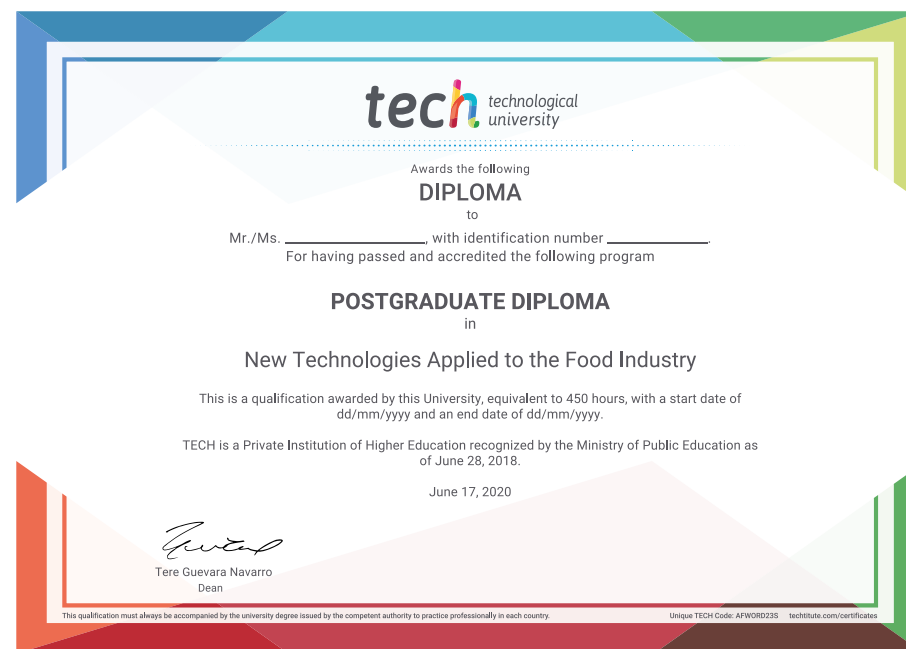 tech technological
university
Awards the following
DIPLOMA
to
Mr./Ms. ____________________, with identification number ______________.
For having passed and accredited the following program
POSTGRADUATE DIPLOMA
in
New Technologies Applied to the Food Industry
This is a qualification awarded by this University, equivalent to 450 hours, with a start date of
dd/mm/yyyy and an end date of dd/mm/yyyy.
TECH is a Private Institution of Higher Education recognized by the Ministry of Public Education as
of June 28, 2018.
June 17, 2020
Tere Guevara Navarro
Dean
This qualification must always be accompanied by the university degree issued by the competent authority to practice professionally in each country. Unique TECH Code: AFWORD23S techtitute.com/certificates